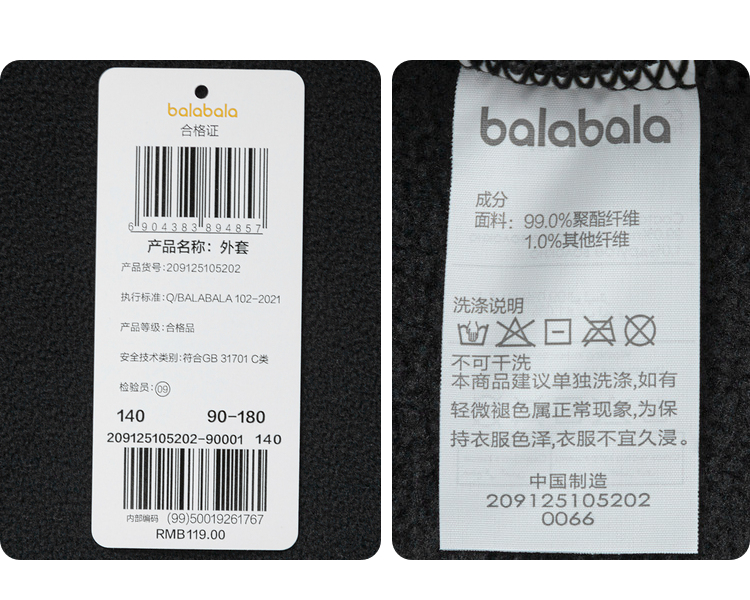 balabala
合格证
6 904383 894857
产品名称：外套
产品货号:209125105202
执行标准:Q/BALABALA 102-2021
产品等级:合格品
安全技术类别:符合GB 31701 C类
检验员:09
140 90-180
209125105202-90001 140
内部编码 (99)50019261767
RMB119.00
balabala
成分
面料: 99.0%聚酯纤维
1.0%其他纤维
洗涤说明
不可干洗
本商品建议单独洗涤,如有
轻微褪色属正常现象,为保
持衣服色泽,衣服不宜久浸。
中国制造
209125105202
0066